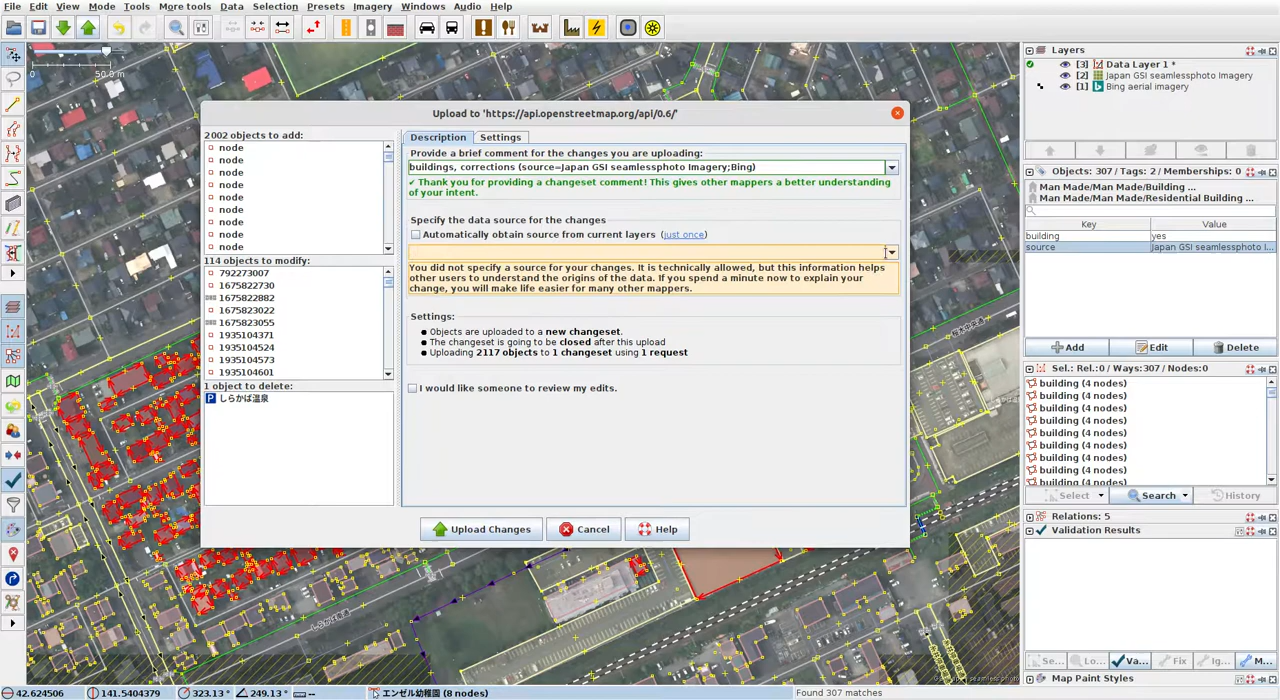 File Edit View Mode Tools More tools Data Selection Presets Imagery Windows Audio Help
0 50.0 m
Upload to 'https://api.openstreetmap.org/api/0.6/'
2002 objects to add:
node
node
node
node
node
node
node
node
node
114 objects to modify:
792273007
1675822730
1675822882
1675823022
1675823055
1935104371
1935104524
1935104573
1935104601
1 object to delete:
しらかば温泉
Description Settings
Provide a brief comment for the changes you are uploading:
buildings, corrections (source=Japan GSI seamlessphoto Imagery;Bing)
✔ Thank you for providing a changeset comment! This gives other mappers a better understanding
of your intent.
Specify the data source for the changes
Automatically obtain source from current layers (just once)
You did not specify a source for your changes. It is technically allowed, but this information helps
other users to understand the origins of the data. If you spend a minute now to explain your
change, you will make life easier for many other mappers.
Settings:
Objects are uploaded to a new changeset.
The changeset is going to be closed after this upload
Uploading 2117 objects to 1 changeset using 1 request
I would like someone to review my edits.
Upload Changes Cancel Help
Layers
[3] Data Layer 1 *
[2] Japan GSI seamlessphoto Imagery
[1] Bing aerial imagery
Objects: 307 / Tags: 2 / Memberships: 0
Man Made/Man Made/Building ...
Man Made/Man Made/Residential Building ...
Key Value
building yes
source Japan GSI seamlessphoto I...
Add Edit Delete
Sel.: Rel.:0 / Ways:307 / Nodes:0
building (4 nodes)
building (4 nodes)
building (4 nodes)
building (4 nodes)
building (4 nodes)
building (4 nodes)
building (4 nodes)
building (4 nodes)
building (4 nodes)
Select Search History
Relations: 5
Validation Results
Se... Lo... Va... Fix Ig... M...
Map Paint Styles
しらかば通
42.624506 141.5404379 323.13 ° 249.13 ° -- エンゼル幼稚園 (8 nodes) Found 307 matches